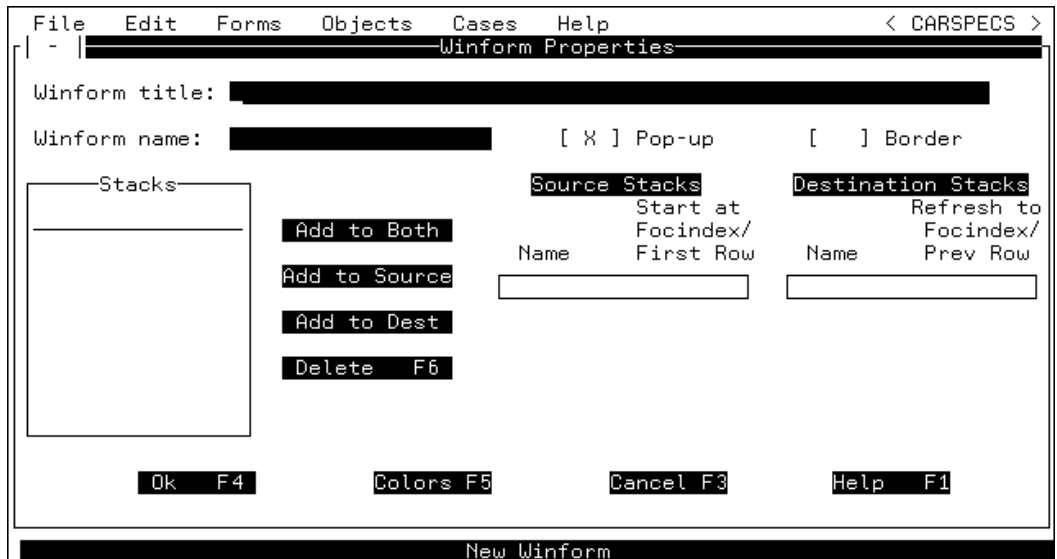 File Edit Forms Objects Cases Help < CARSPECS >
- Winform Properties
Winform title:
Winform name: [ X ] Pop-up [ ] Border
Stacks Source Stacks Destination Stacks
Start at Refresh to
Add to Both Focindex/ Focindex/
Name First Row Name Prev Row
Add to Source
Add to Dest
Delete F6
Ok F4 Colors F5 Cancel F3 Help F1
New Winform